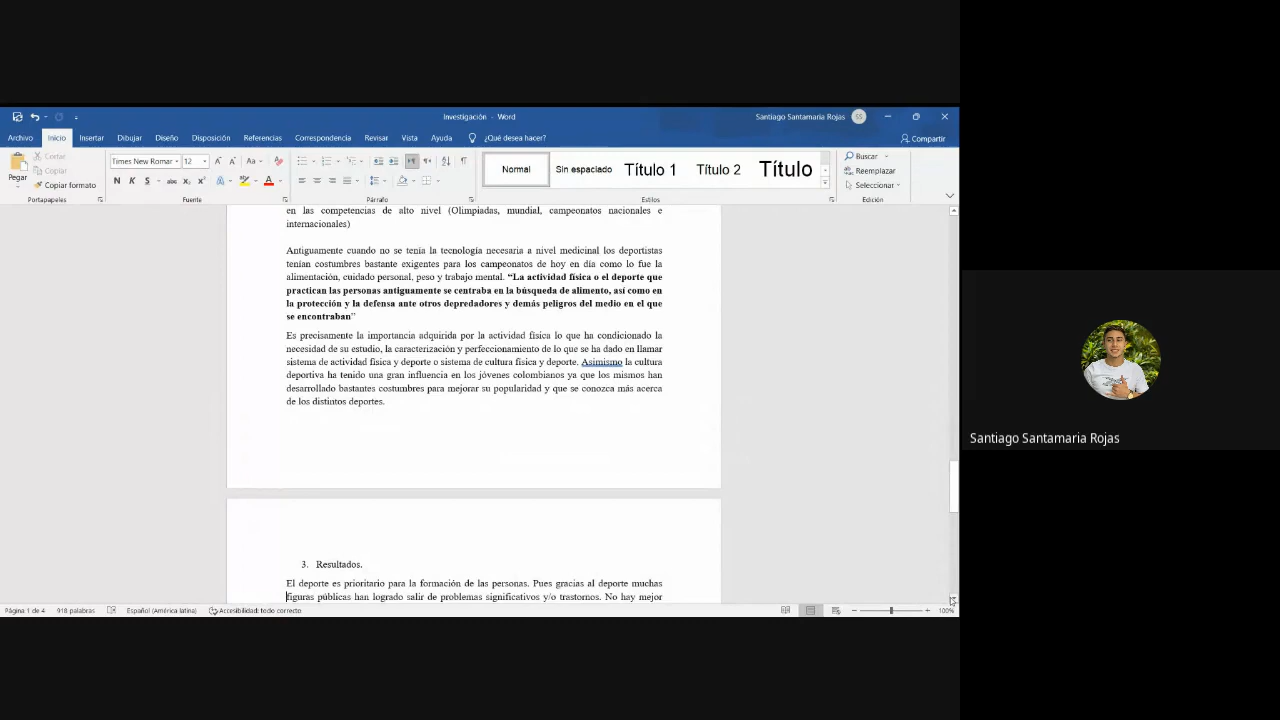 Investigación - Word
Santiago Santamaria Rojas
SS
Archivo Inicio Insertar Dibujar Diseño Disposición Referencias Correspondencia Revisar Vista Ayuda ¿Qué desea hacer?
Compartir
Pegar
Cortar
Copiar
Copiar formato
Portapapeles
Times New Romar 12
N K S abc x₂ x²
Fuente
Párrafo
Normal
Sin espaciado
Título 1
Título 2
Título
Estilos
Buscar
Reemplazar
Seleccionar
Edición
en las competencias de alto nivel (Olimpiadas, mundial, campeonatos nacionales e
internacionales)
Antiguamente cuando no se tenía la tecnología necesaria a nivel medicinal los deportistas
tenían costumbres bastante exigentes para los campeonatos de hoy en día como lo fue la
alimentación, cuidado personal, peso y trabajo mental. “La actividad física o el deporte que
practican las personas antiguamente se centraba en la búsqueda de alimento, así como en
la protección y la defensa ante otros depredadores y demás peligros del medio en el que
se encontraban”
Es precisamente la importancia adquirida por la actividad física lo que ha condicionado la
necesidad de su estudio, la caracterización y perfeccionamiento de lo que se ha dado en llamar
sistema de actividad física y deporte o sistema de cultura física y deporte. Asimismo la cultura
deportiva ha tenido una gran influencia en los jóvenes colombianos ya que los mismos han
desarrollado bastantes costumbres para mejorar su popularidad y que se conozca más acerca
de los distintos deportes.
3. Resultados.
El deporte es prioritario para la formación de las personas. Pues gracias al deporte muchas
figuras públicas han logrado salir de problemas significativos y/o trastornos. No hay mejor
Página 1 de 4 918 palabras Español (América latina) Accesibilidad: todo correcto
100%
Santiago Santamaria Rojas